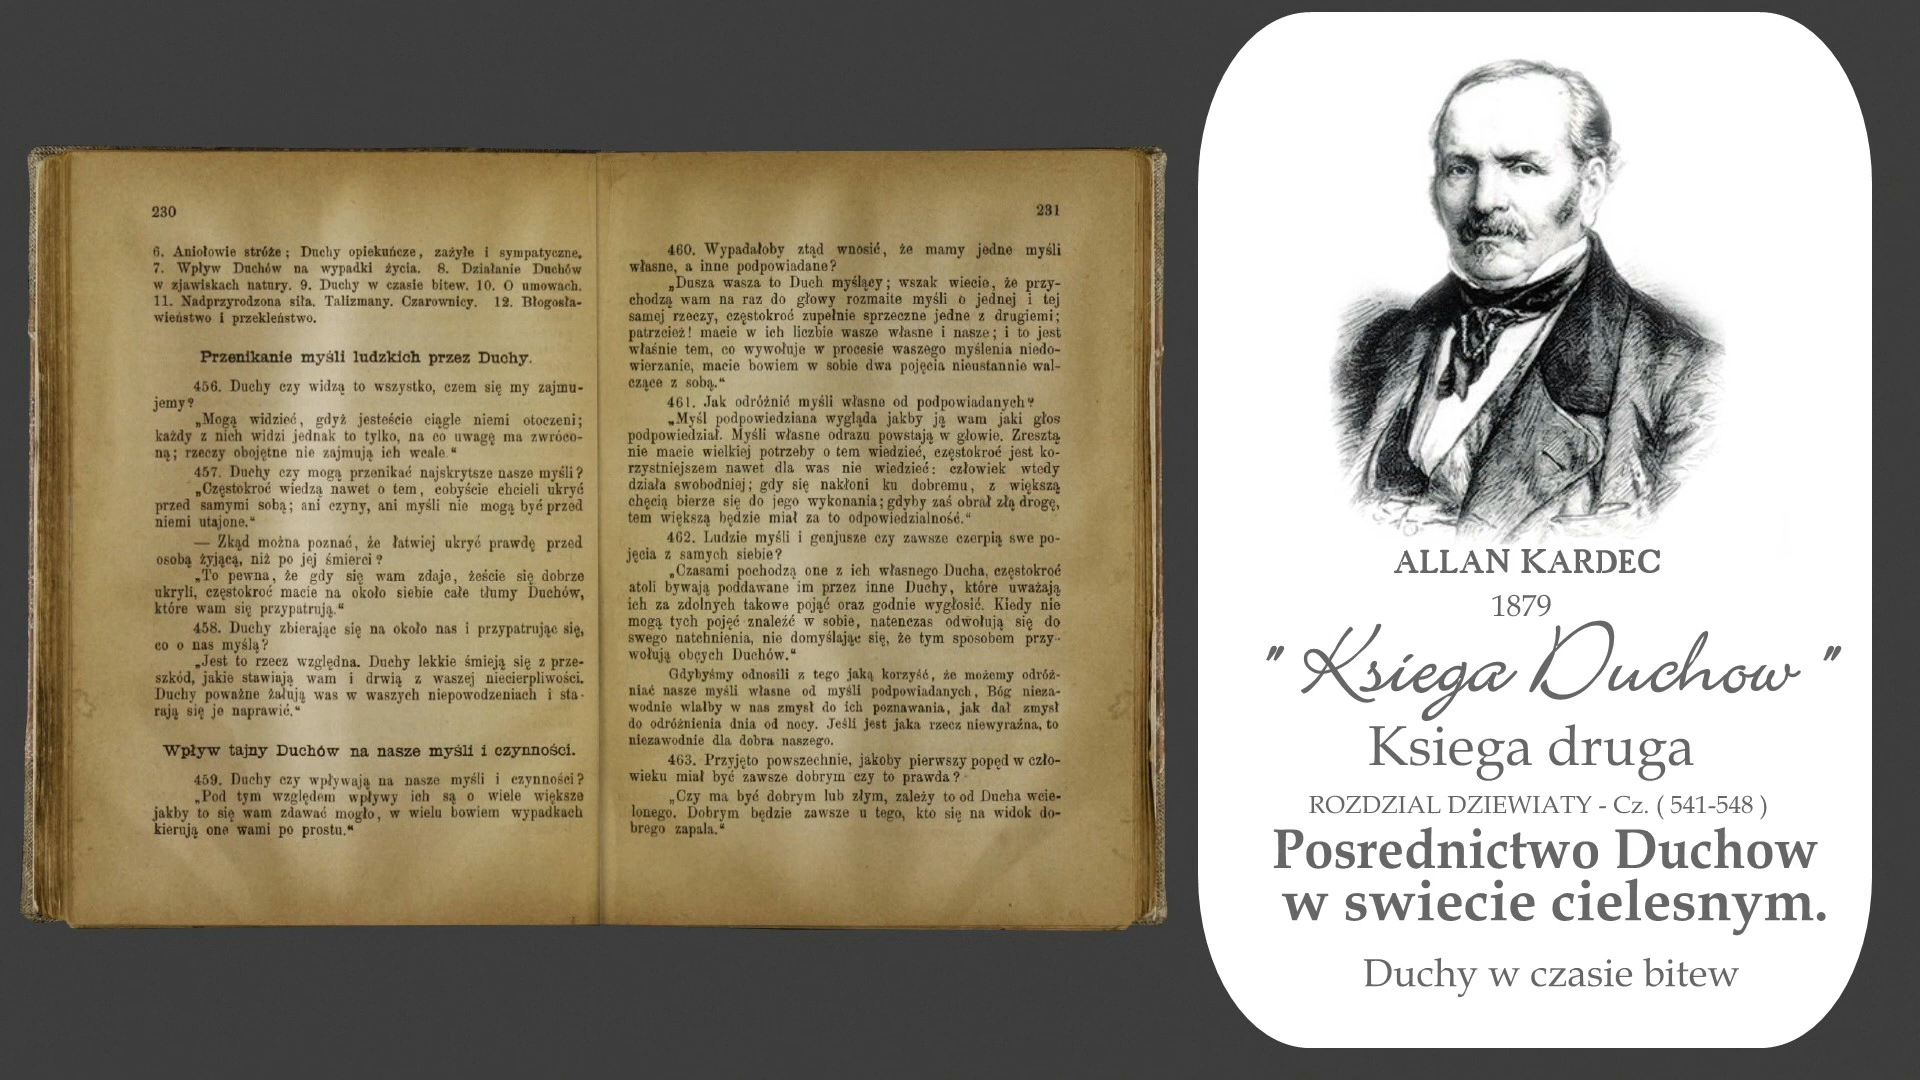 230
6. Aniołowie stróże; Duchy opiekuńcze, zażyłe i sympatyczne.
7. Wpływ Duchów na wypadki życia. 8. Działanie Duchów
w zjawiskach natury. 9. Duchy w czasie bitew. 10. O umowach.
11. Nadprzyrodzona siła. Talizmany. Czarownicy. 12. Błogosła-
wieństwo i przekleństwo.
Przenikanie myśli ludzkich przez Duchy.
456. Duchy czy widzą to wszystko, czem się my zajmu-
jemy?
„Mogą widzieć, gdyż jesteście ciągle niemi otoczeni;
każdy z nich widzi jednak to tylko, na co uwagę ma zwróco-
ną; rzeczy obojętne nie zajmują ich wcale.“
457. Duchy czy mogą przenikać najskrytsze nasze myśli?
„Częstokroć wiedzą nawet o tem, cobyście chcieli ukryć
przed samymi sobą; ani czyny, ani myśli nie mogą być przed
niemi utajone.“
— Zkąd można poznać, że łatwiej ukryć prawdę przed
osobą żyjącą, niż po jej śmierci?
„To pewna, że gdy się wam zdaje, żeście się dobrze
ukryli, częstokroć macie na około siebie całe tłumy Duchów,
które wam się przypatrują.“
458. Duchy zbierając się na około nas i przypatrując się,
co o nas myślą?
„Jest to rzecz względna. Duchy lekkie śmieją się z prze-
szkód, jakie stawiają wam i drwią z waszej niecierpliwości.
Duchy poważne żałują was w waszych niepowodzeniach i sta-
rają się je naprawić.“
Wpływ tajny Duchów na nasze myśli i czynności.
459. Duchy czy wpływają na nasze myśli i czynności?
„Pod tym względem wpływy ich są o wiele większe
jakby to się wam zdawać mogło, w wielu bowiem wypadkach
kierują one wami po prostu.“
231
460. Wypadałoby ztąd wnosić, że mamy jedne myśli
własne, a inne podpowiadane?
„Dusza wasza to Duch myślący; wszak wiecie, że przy-
chodzą wam na raz do głowy rozmaite myśli o jednej i tej
samej rzeczy, częstokroć zupełnie sprzeczne jedne z drugiemi;
patrzcież! macie w ich liczbie wasze własne i nasze; i to jest
właśnie tem, co wywołuje w procesie waszego myślenia niedo-
wierzanie, macie bowiem w sobie dwa pojęcia nieustannie wal-
czące z sobą.“
461. Jak odróżnić myśli własne od podpowiadanych?
„Myśl podpowiedziana wygląda jakby ją wam jaki głos
podpowiedział. Myśli własne odrazu powstają w głowie. Zresztą
nie macie wielkiej potrzeby o tem wiedzieć, częstokroć jest ko-
rzystniejszem nawet dla was nie wiedzieć: człowiek wtedy
działa swobodniej; gdy się nakłoni ku dobremu, z większą
chęcią bierze się do jego wykonania; gdyby zaś obrał złą drogę,
tem większą będzie miał za to odpowiedzialność.“
462. Ludzie myśli i genjusze czy zawsze czerpią swe po-
jęcia z samych siebie?
„Czasami pochodzą one z ich własnego Ducha, częstokroć
atoli bywają poddawane im przez inne Duchy, które uważają
ich za zdolnych takowe pojąć oraz godnie wygłosić. Kiedy nie
mogą tych pojęć znaleźć w sobie, natenczas odwołują się do
swego natchnienia, nie domyślając się, że tym sposobem przy-
wołują obcych Duchów.“
Gdybyśmy odnosili z tego jaką korzyść, że możemy odróż-
niać nasze myśli własne od myśli podpowiadanych, Bóg nieza-
wodnie wlałby w nas zmysł do ich poznawania, jak dał zmysł
do odróżnienia dnia od nocy. Jeśli jest jaka rzecz niewyraźna, to
niezawodnie dla dobra naszego.
463. Przyjęto powszechnie, jakoby pierwszy popęd w czło-
wieku miał być zawsze dobrym czy to prawda?
„Czy ma być dobrym lub złym, zależy to od Ducha wcie-
lonego. Dobrym będzie zawsze u tego, kto się na widok do-
brego zapala.“
ALLAN KARDEC
1879
" Ksiega Duchow "
Ksiega druga
ROZDZIAL DZIEWIATY - Cz. ( 541-548 )
Posrednictwo Duchow
w swiecie cielesnym.
Duchy w czasie bitew